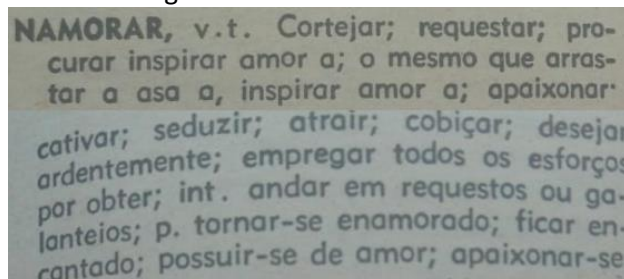 NAMORAR, v.t. Cortejar; requestar; pro-
curar inspirar amor a; o mesmo que arras-
tar a asa a, inspirar amor a; apaixonar·
cativar; seduzir; atrair; cobiçar; desejar
ardentemente; empregar todos os esforços
por obter; int. andar em requestos ou ga-
lanteios; p. tornar-se enamorado; ficar en-
cantado; possuir-se de amor; apaixonar-se